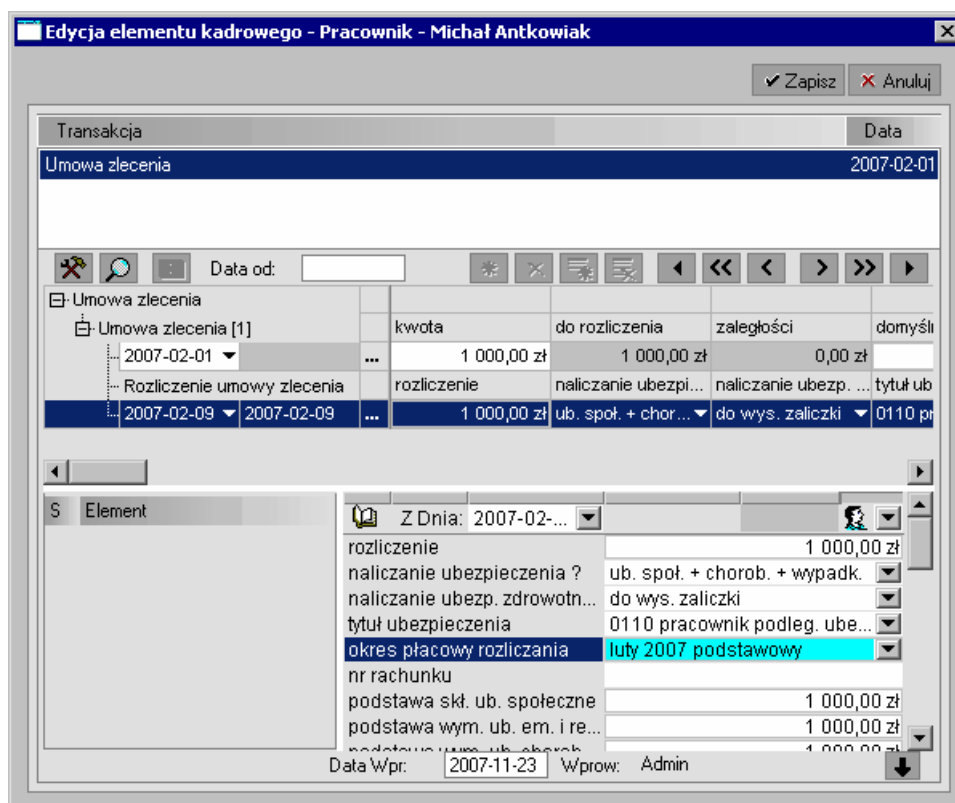 Edycja elementu kadrowego - Pracownik - Michał Antkowiak
Zapisz Anuluj
Transakcja Data
Umowa zlecenia 2007-02-01
Data od:
Umowa zlecenia
Umowa zlecenia [1] kwota do rozliczenia zaległości
2007-02-01 ... 1 000,00 zł 1 000,00 zł 0,00 zł
Rozliczenie umowy zlecenia rozliczenie naliczanie ubezpi... naliczanie ubezp. ... tytuł ub
2007-02-09 2007-02-09 ... 1 000,00 zł ub. społ. + chor... do wys. zaliczki 0110 pr
S Element
Z Dnia: 2007-02-...
rozliczenie 1 000,00 zł
naliczanie ubezpieczenia ? ub. społ. + chorob. + wypadk.
naliczanie ubezp. zdrowotn... do wys. zaliczki
tytuł ubezpieczenia 0110 pracownik podleg. ube...
okres płacowy rozliczania luty 2007 podstawowy
nr rachunku
podstawa skł. ub. społeczne 1 000,00 zł
podstawa wym. ub. em. i re... 1 000,00 zł
Data Wpr: 2007-11-23 Wprow: Admin